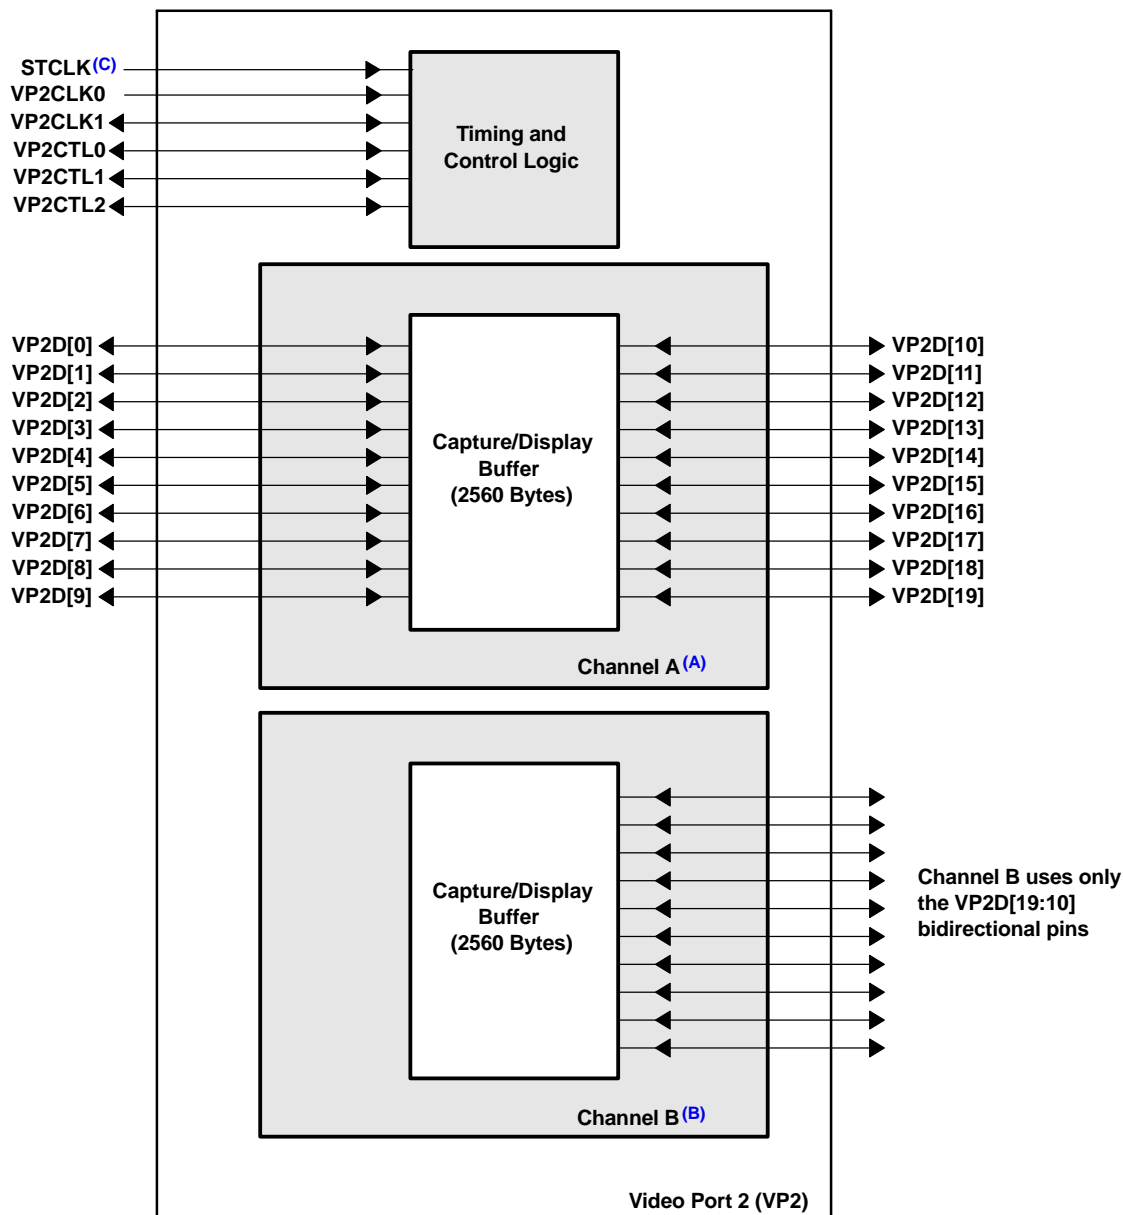 STCLK(C)
VP2CLK0
VP2CLK1
VP2CTL0
VP2CTL1
VP2CTL2
Timing and
Control Logic
VP2D[0]
VP2D[1]
VP2D[2]
VP2D[3]
VP2D[4]
VP2D[5]
VP2D[6]
VP2D[7]
VP2D[8]
VP2D[9]
Capture/Display
Buffer
(2560 Bytes)
VP2D[10]
VP2D[11]
VP2D[12]
VP2D[13]
VP2D[14]
VP2D[15]
VP2D[16]
VP2D[17]
VP2D[18]
VP2D[19]
Channel A(A)
Capture/Display
Buffer
(2560 Bytes)
Channel B uses only
the VP2D[19:10]
bidirectional pins
Channel B(B)
Video Port 2 (VP2)